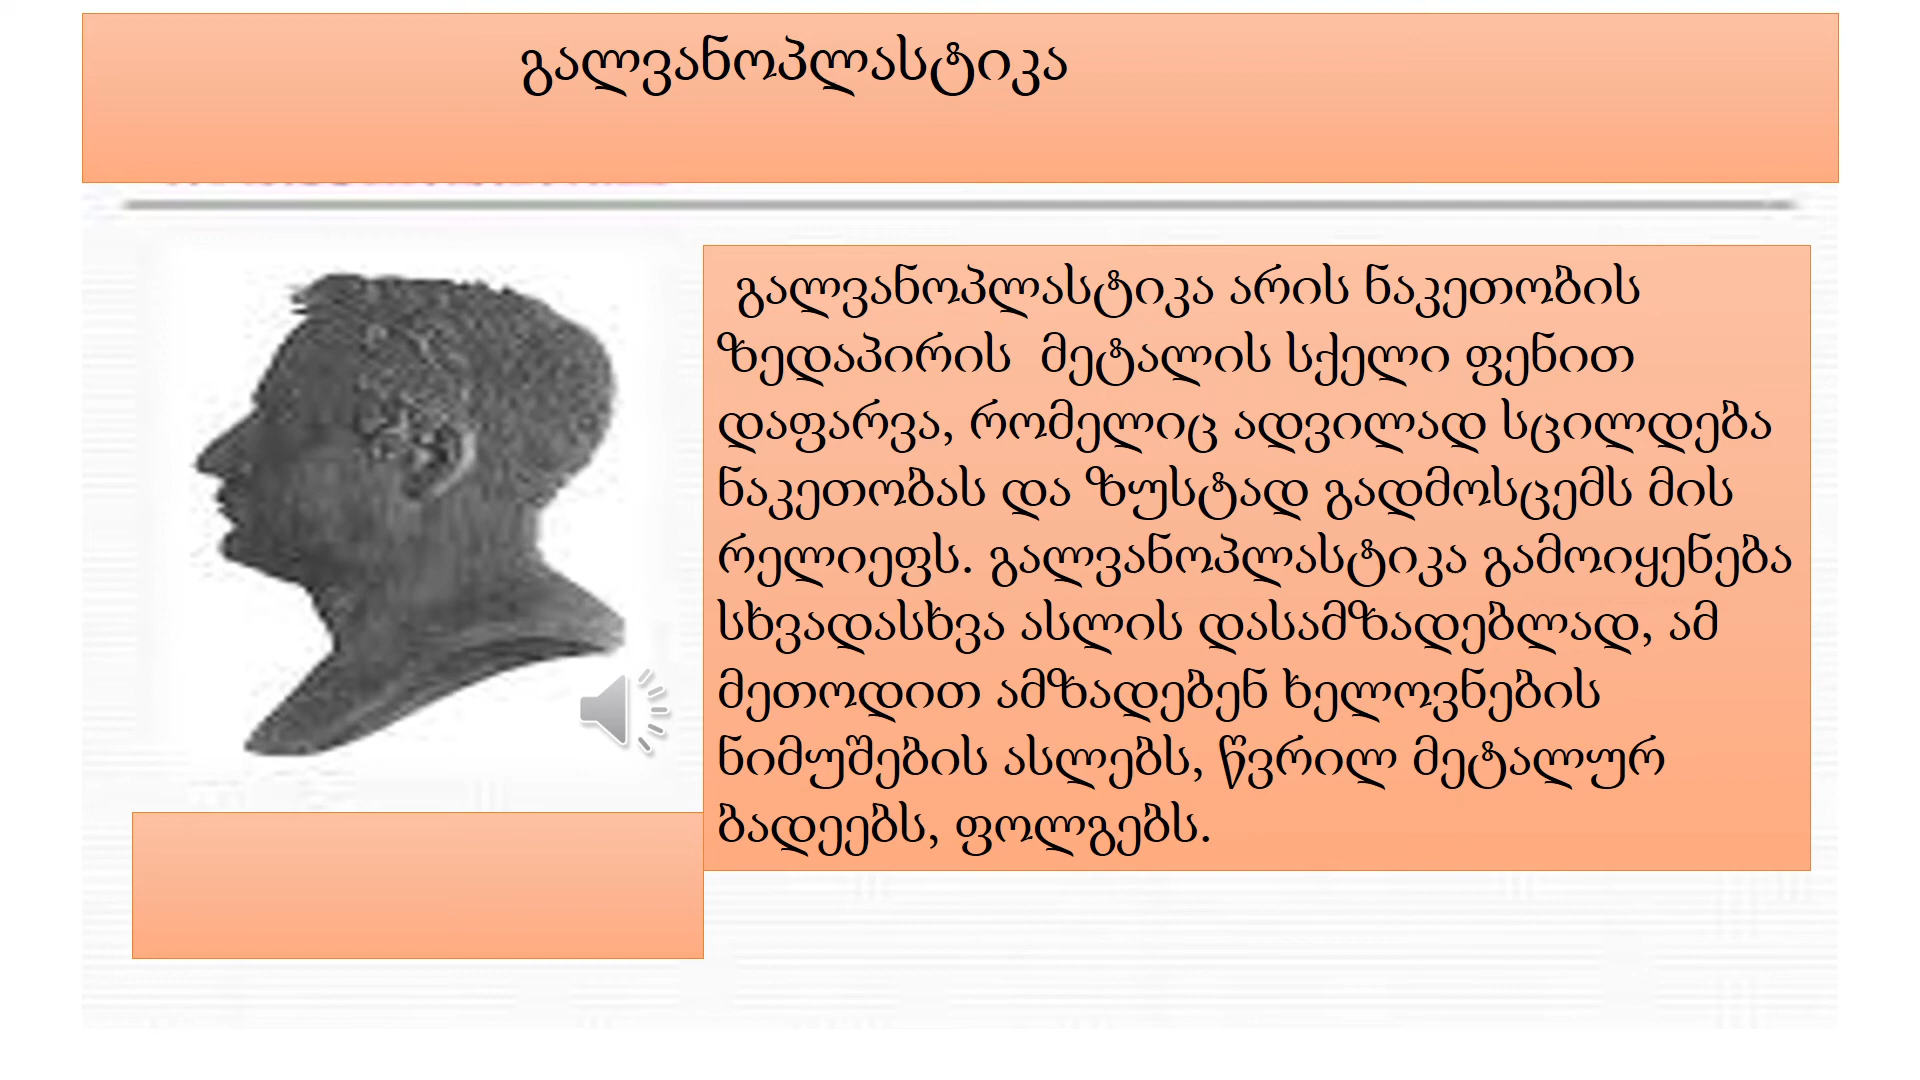 გალვანოპლასტიკა
გალვანოპლასტიკა არის ნაკეთობის
ზედაპირის მეტალის სქელი ფენით
დაფარვა, რომელიც ადვილად სცილდება
ნაკეთობას და ზუსტად გადმოსცემს მის
რელიეფს. გალვანოპლასტიკა გამოიყენება
სხვადასხვა ასლის დასამზადებლად, ამ
მეთოდით ამზადებენ ხელოვნების
ნიმუშების ასლებს, წვრილ მეტალურ
ბადეებს, ფოლგებს.